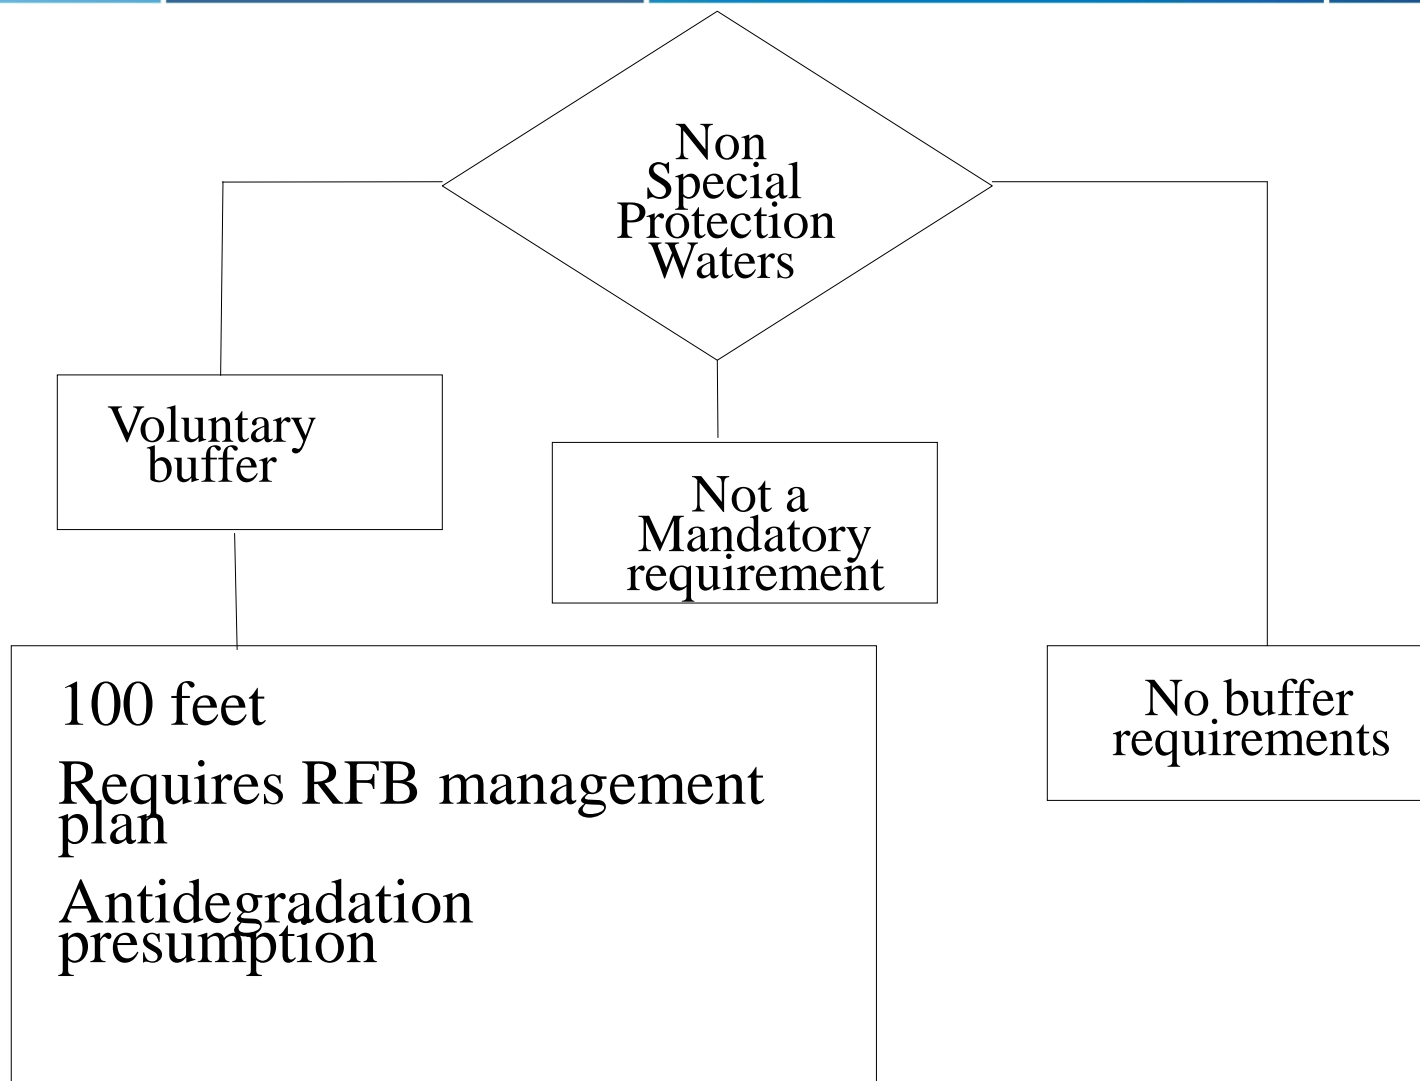 Non
Special
Protection
Waters
Voluntary
buffer
Not a
Mandatory
requirement
100 feet
Requires RFB management
plan
Antidegradation
presumption
No buffer
requirements